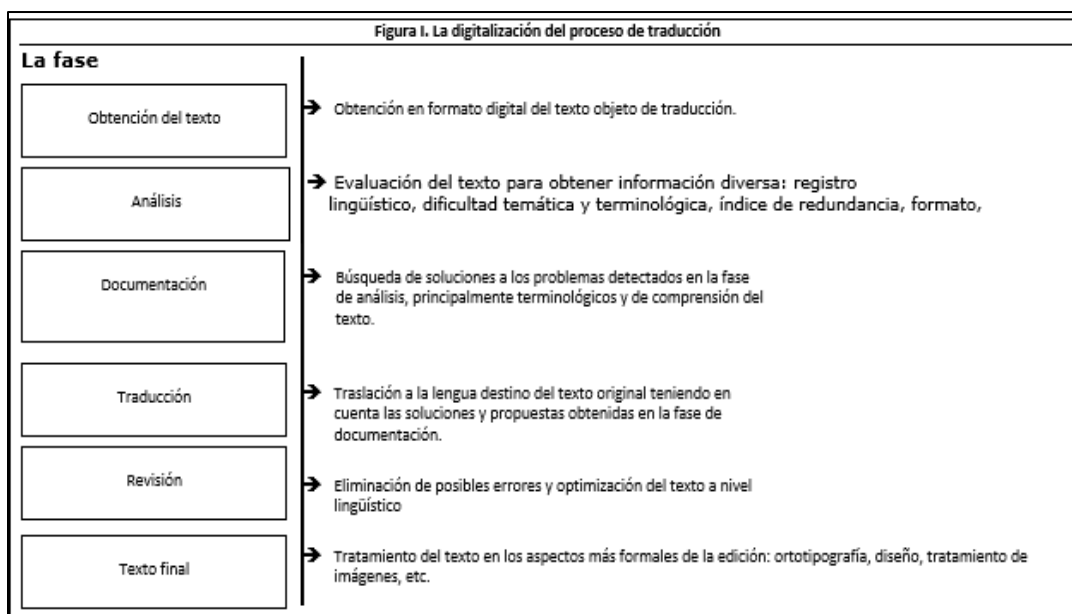 Figura I. La digitalización del proceso de traducción
La fase
Obtención del texto
Obtención en formato digital del texto objeto de traducción.
Análisis
Evaluación del texto para obtener información diversa: registro
lingüístico, dificultad temática y terminológica, índice de redundancia, formato,
Documentación
Búsqueda de soluciones a los problemas detectados en la fase
de análisis, principalmente terminológicos y de comprensión del
texto.
Traducción
Traslación a la lengua destino del texto original teniendo en
cuenta las soluciones y propuestas obtenidas en la fase de
documentación.
Revisión
Eliminación de posibles errores y optimización del texto a nivel
lingüístico
Texto final
Tratamiento del texto en los aspectos más formales de la edición: ortotipografía, diseño, tratamiento de
imágenes, etc.